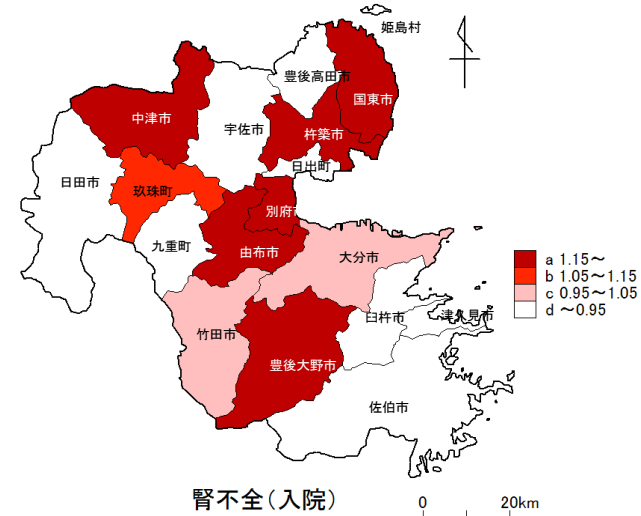 姫島村
豊後高田市
国東市
中津市
宇佐市
杵築市
日出町
日田市
玖珠町
別府
九重町
由布市
大分市
a 1.15～
b 1.05～1.15
c 0.95～1.05
d ～0.95
臼杵市
津久見市
竹田市
豊後大野市
佐伯市
腎不全(入院)
0 20km